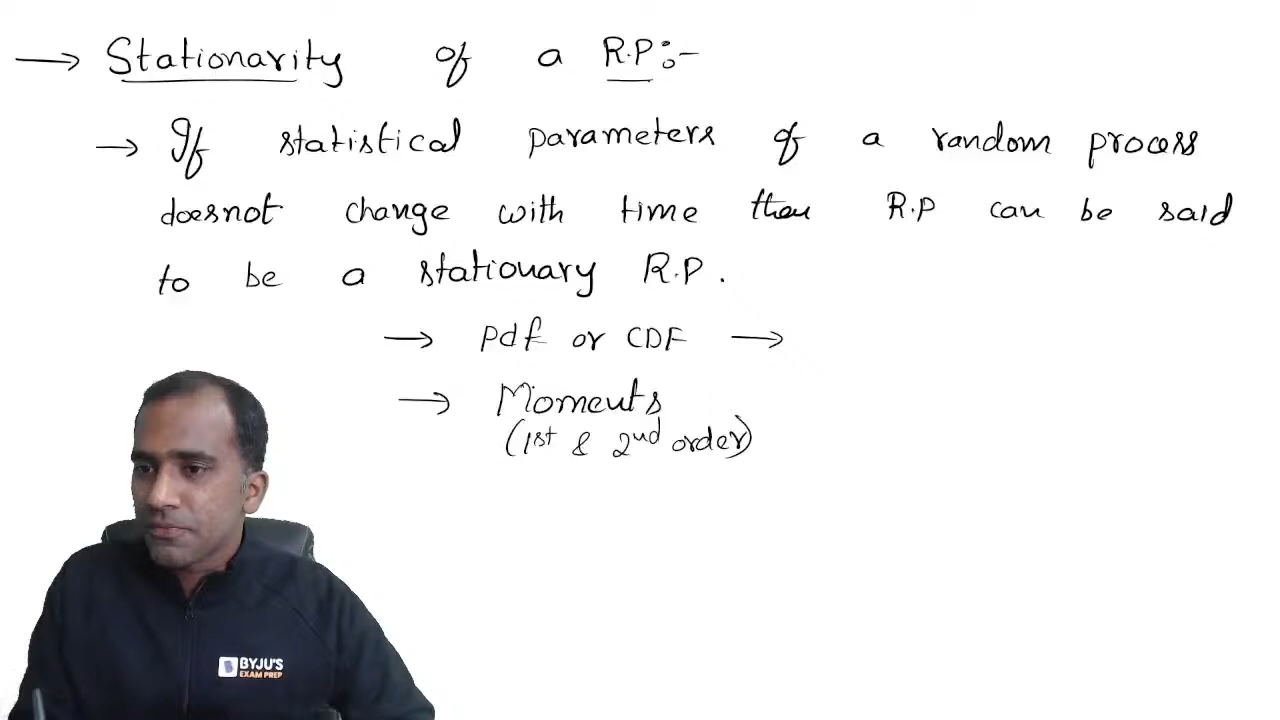 → Stationarity of a R.P:-
→ If statistical parameters of a random process
doesnot change with time then R.P can be said
to be a stationary R.P.
→ pdf or CDF →
→ Moments
(1st & 2nd order)
BYJU'S
EXAM PREP